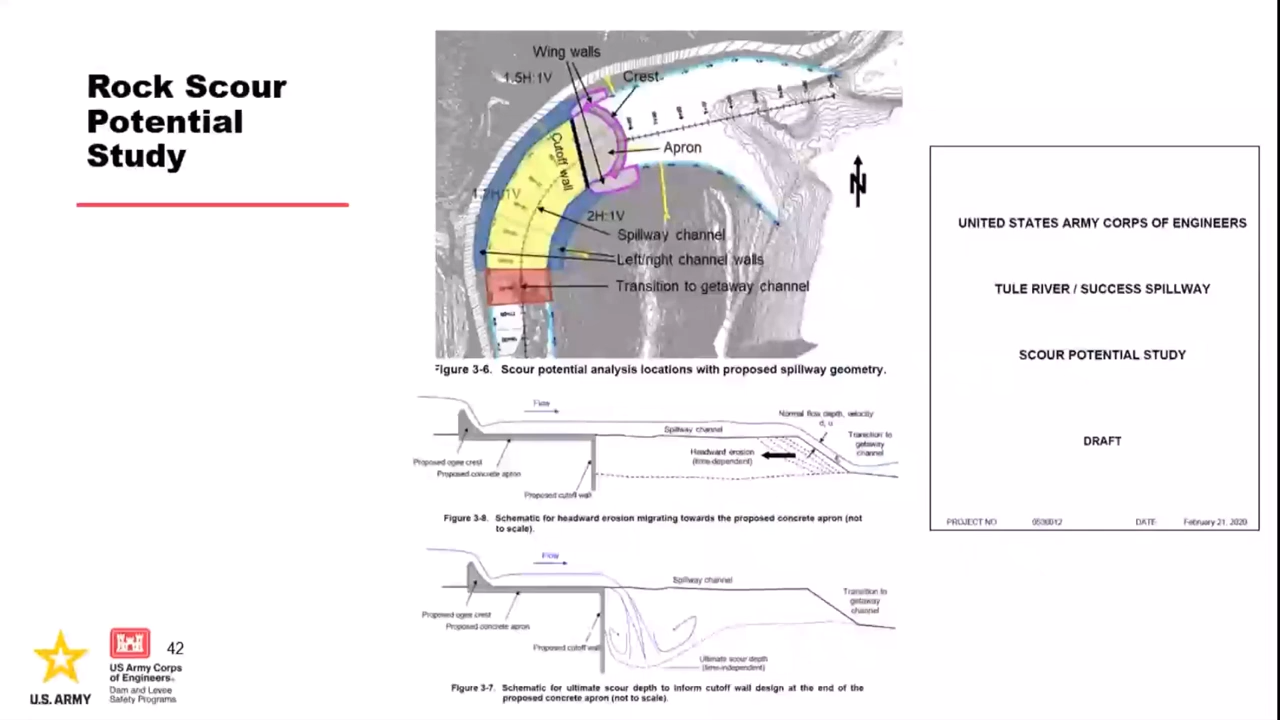 Rock Scour
Potential
Study
Wing walls
1.5H:1V
Crest
Cutoff wall
Apron
N
2H:1V
Spillway channel
Left/right channel walls
Transition to getaway channel
Figure 3-6. Scour potential analysis locations with proposed spillway geometry.
Flow
Normal flow depth, velocity
d, u
Spillway channel
Transition to
getaway
channel
Headward erosion
(time-dependent)
Proposed ogee crest
Proposed concrete apron
Proposed cutoff wall
Figure 3-8. Schematic for headward erosion migrating towards the proposed concrete apron (not
to scale).
Flow
Spillway channel
Transition to
getaway
channel
Proposed ogee crest
Proposed concrete apron
Proposed cutoff wall
Ultimate scour depth
(time-independent)
Figure 3-7. Schematic for ultimate scour depth to inform cutoff wall design at the end of the
proposed concrete apron (not to scale).
UNITED STATES ARMY CORPS OF ENGINEERS
TULE RIVER / SUCCESS SPILLWAY
SCOUR POTENTIAL STUDY
DRAFT
PROJECT NO DATE February 21, 2020
42
U.S. ARMY
US Army Corps
of Engineers®
Dam and Levee
Safety Programs